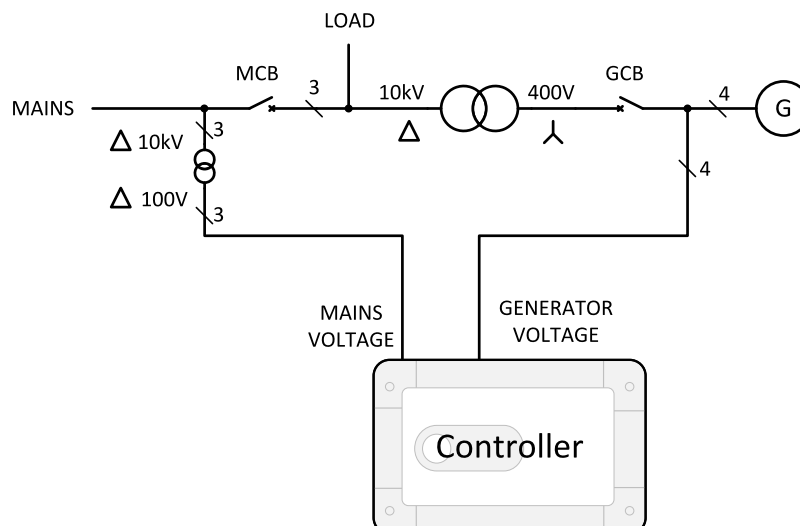 LOAD
MCB
3
10kV
400V
GCB
4
MAINS
G
10kV
3
4
100V
3
MAINS
VOLTAGE
GENERATOR
VOLTAGE
Controller